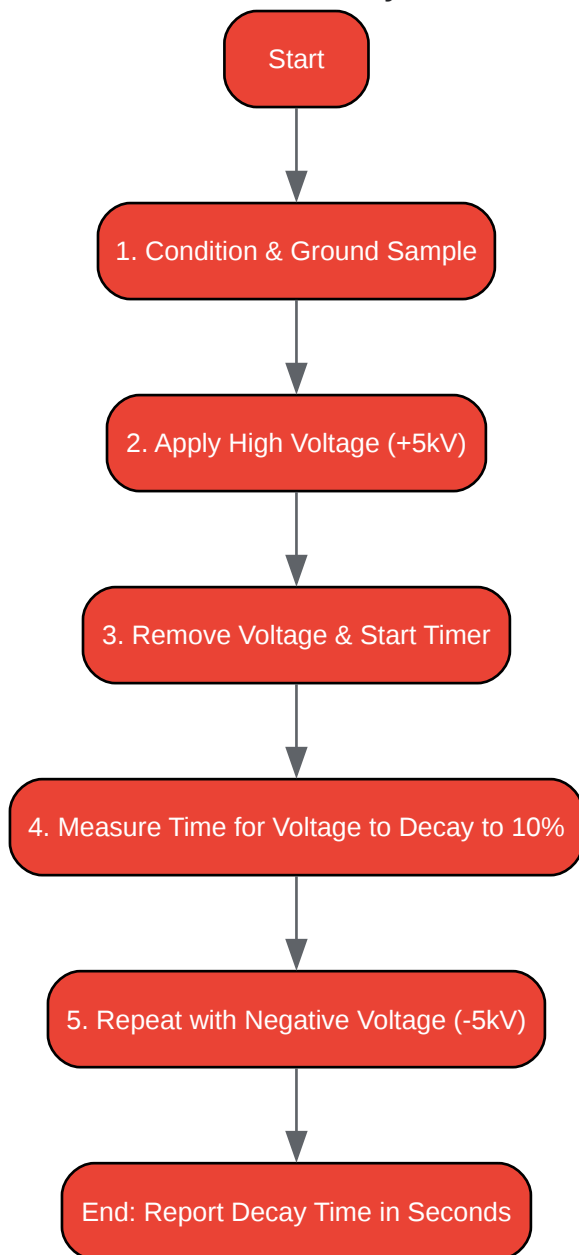 Start
1. Condition & Ground Sample
2. Apply High Voltage (+5kV)
3. Remove Voltage & Start Timer
4. Measure Time for Voltage to Decay to 10%
5. Repeat with Negative Voltage (-5kV)
End: Report Decay Time in Seconds